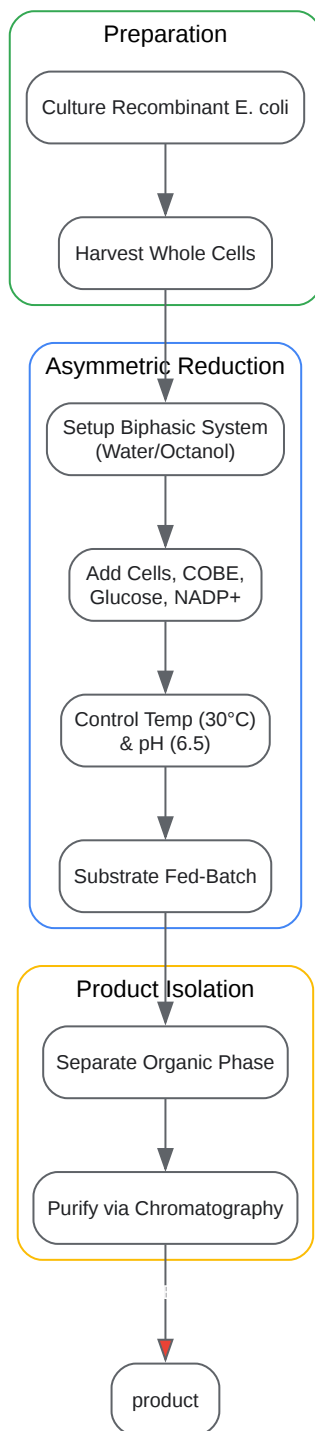 Preparation
Culture Recombinant E. coli
Harvest Whole Cells
Asymmetric Reduction
Setup Biphasic System
(Water/Octanol)
Add Cells, COBE,
Glucose, NADP+
Control Temp (30°C)
& pH (6.5)
Substrate Fed-Batch
Product Isolation
Separate Organic Phase
Purify via Chromatography
product